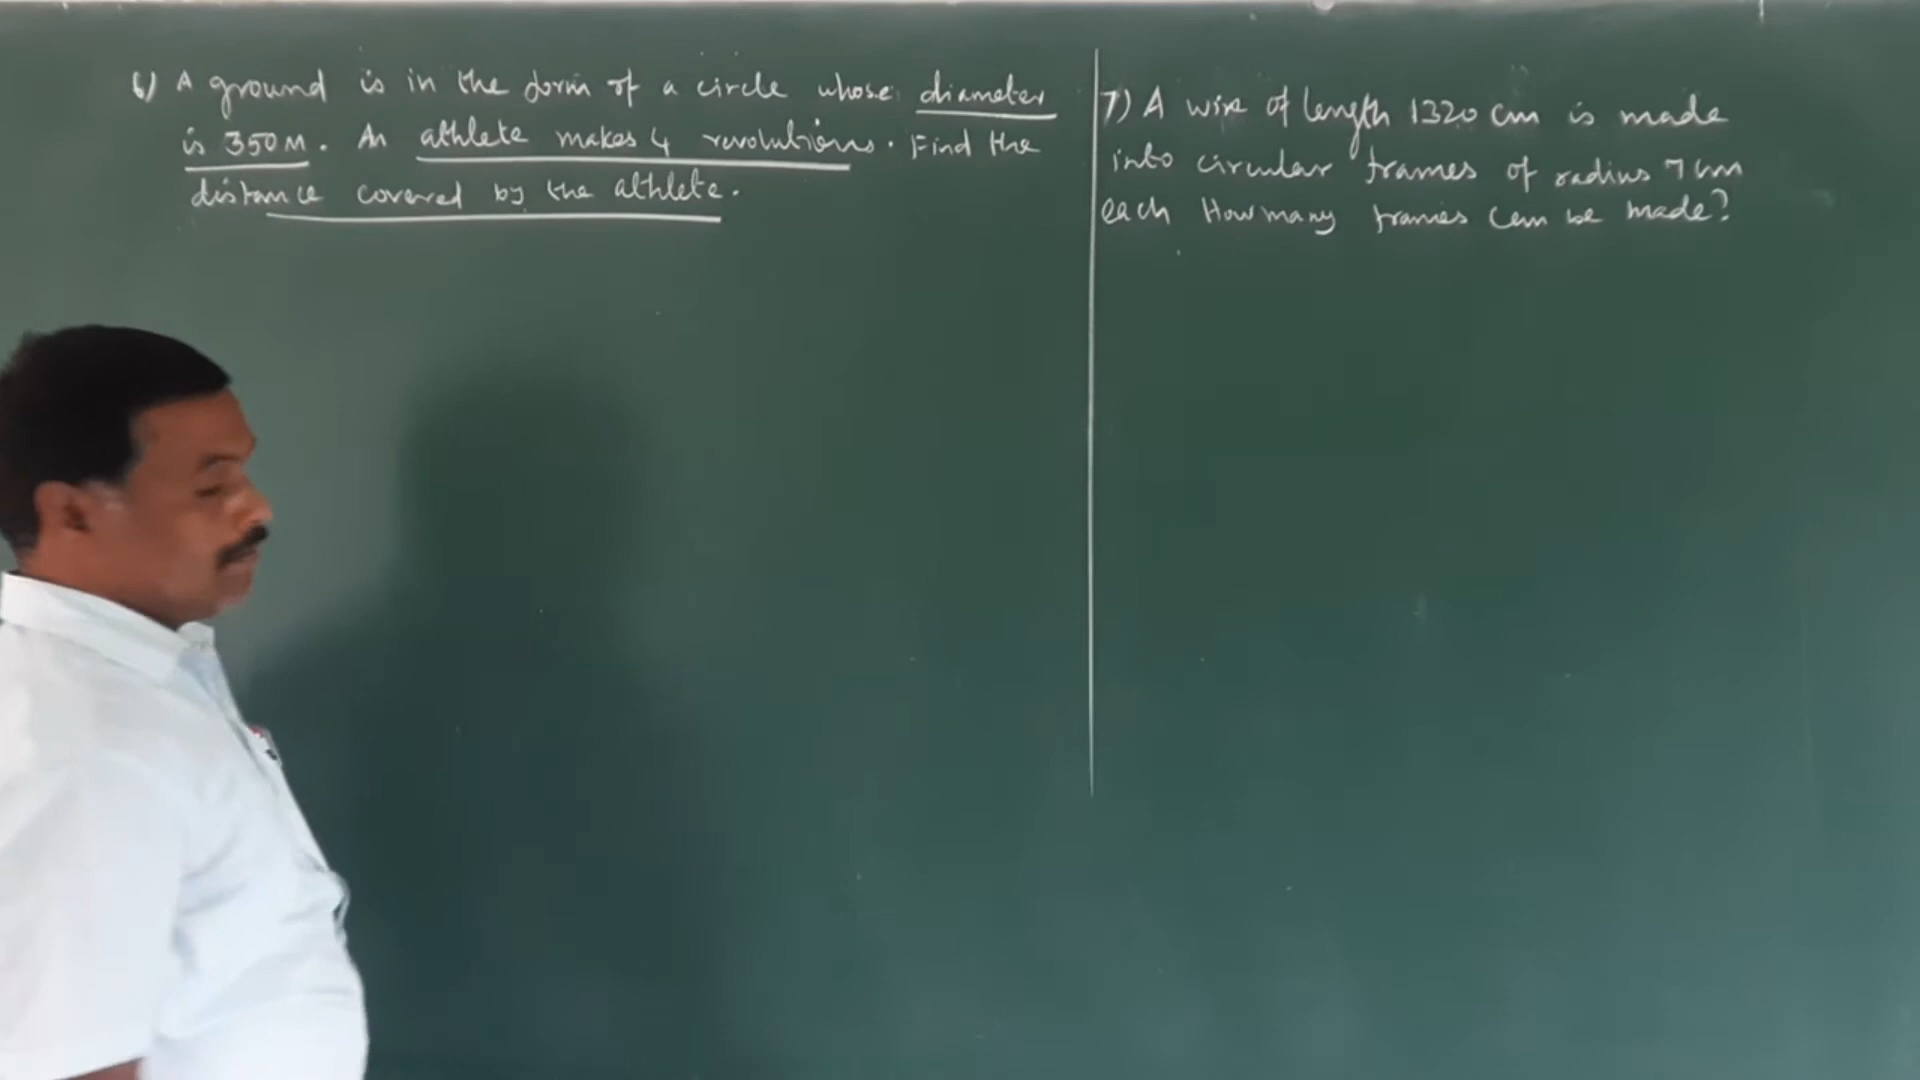 6) A ground is in the form of a circle whose diameter
is 350M. An athlete makes 4 revolutions. Find the
distance covered by the athlete.
7) A wire of length 1320 cm is made
into circular frames of radius 7 cm
each How many frames can be made?